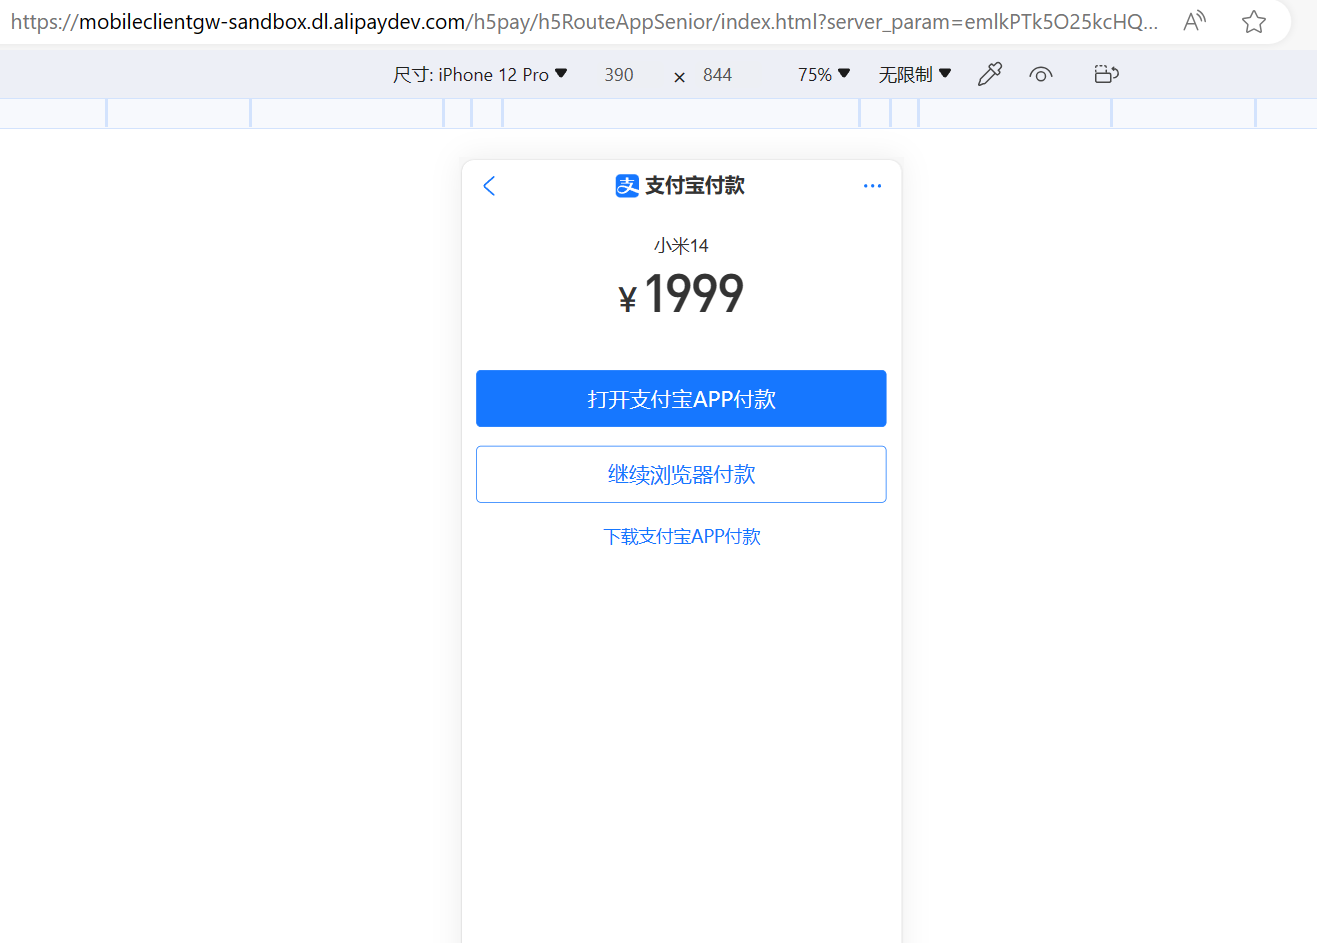 https://mobileclientgw-sandbox.dl.alipaydev.com/h5pay/h5RouteAppSenior/index.html?server_param=emlkPTk5O25kcHQ...
尺寸: iPhone 12 Pro 390 × 844 75% 无限制
支付宝付款
小米14
¥1999
打开支付宝APP付款
继续浏览器付款
下载支付宝APP付款